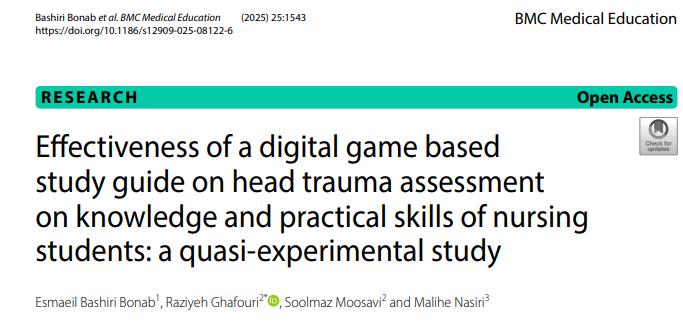 Bashiri Bonab et al. BMC Medical Education (2025) 25:1543
https://doi.org/10.1186/s12909-025-08122-6
BMC Medical Education
RESEARCH
Open Access
Check for
updates
Effectiveness of a digital game based
study guide on head trauma assessment
on knowledge and practical skills of nursing
students: a quasi-experimental study
Esmaeil Bashiri Bonab1, Raziyeh Ghafouri2*, Soolmaz Moosavi2 and Malihe Nasiri3